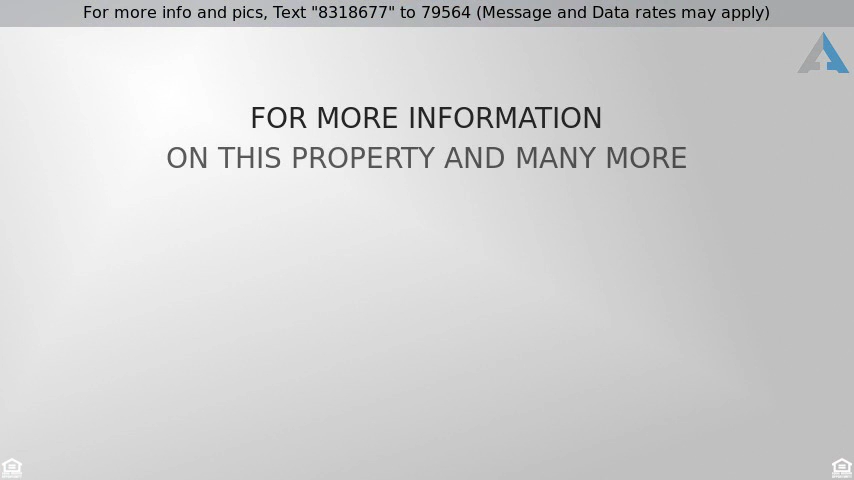 For more info and pics, Text "8318677" to 79564 (Message and Data rates may apply)
FOR MORE INFORMATION
ON THIS PROPERTY AND MANY MORE